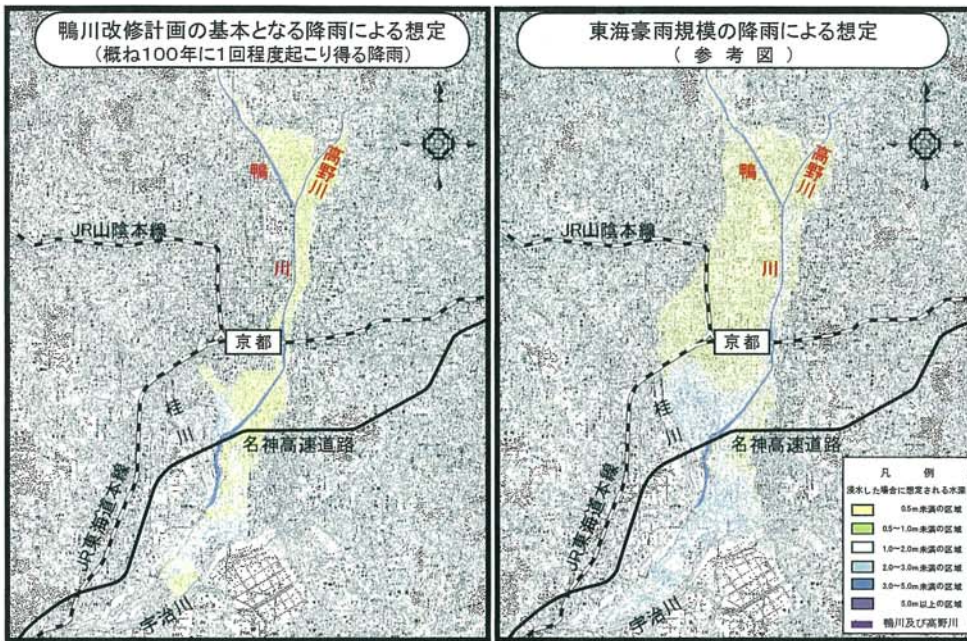 鴨川改修計画の基本となる降雨による想定
(概ね100年に1回程度起こり得る降雨)
鴨
高野川
JR山陰本線
川
京都
桂川
名神高速道路
JR東海道本線
宇治川
東海豪雨規模の降雨による想定
(参考図)
鴨
高野川
JR山陰本線
川
京都
桂川
名神高速道路
JR東海道本線
宇治川
凡 例
浸水した場合に想定される水深
0.5m未満の区域
0.5〜1.0m未満の区域
1.0〜2.0m未満の区域
2.0〜3.0m未満の区域
3.0〜5.0m未満の区域
5.0m以上の区域
鴨川及び高野川